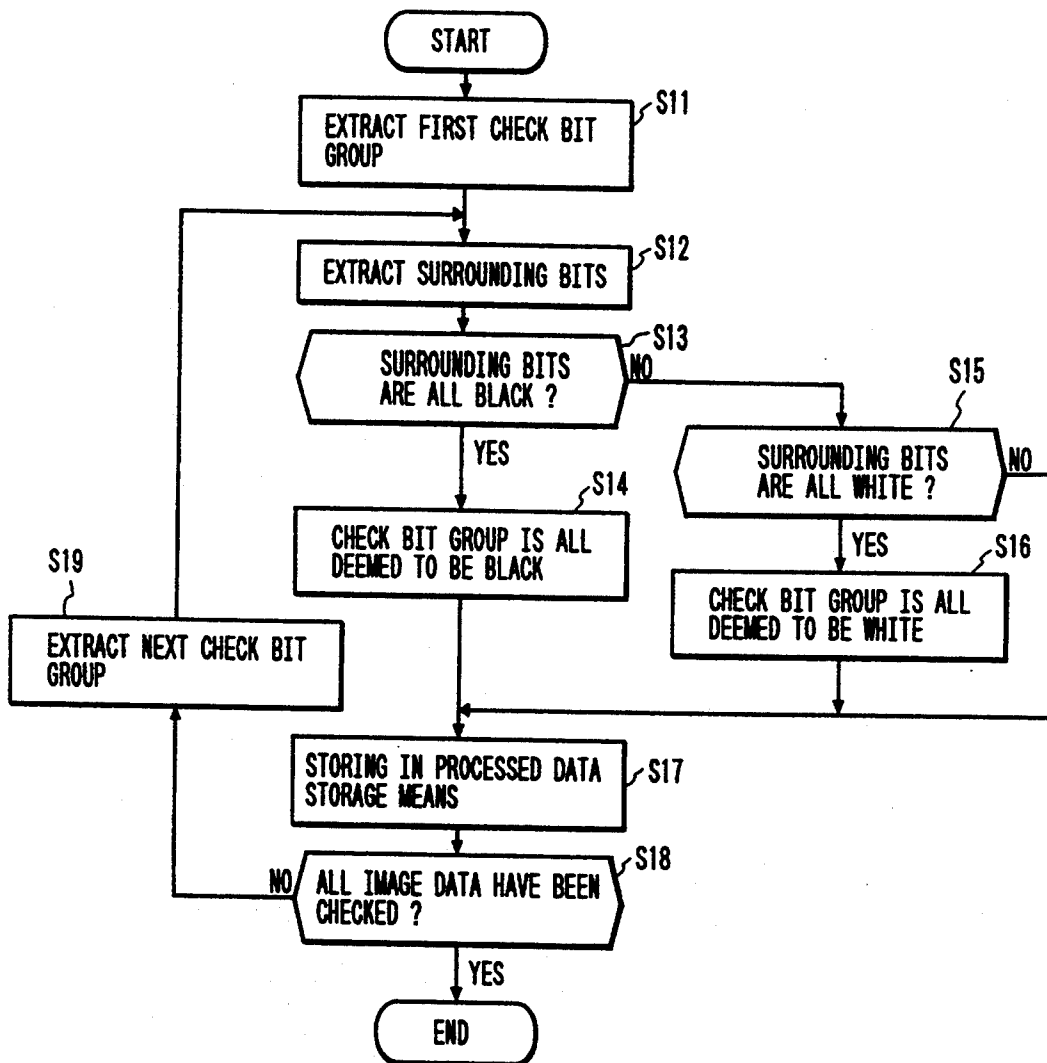 START
S11
EXTRACT FIRST CHECK BIT
GROUP
S12
EXTRACT SURROUNDING BITS
S13
SURROUNDING BITS
ARE ALL BLACK ?
NO
S15
YES
SURROUNDING BITS
ARE ALL WHITE ?
NO
S14
CHECK BIT GROUP IS ALL
DEEMED TO BE BLACK
YES
S16
CHECK BIT GROUP IS ALL
DEEMED TO BE WHITE
S19
EXTRACT NEXT CHECK BIT
GROUP
STORING IN PROCESSED DATA
STORAGE MEANS
S17
S18
NO
ALL IMAGE DATA HAVE BEEN
CHECKED ?
YES
END